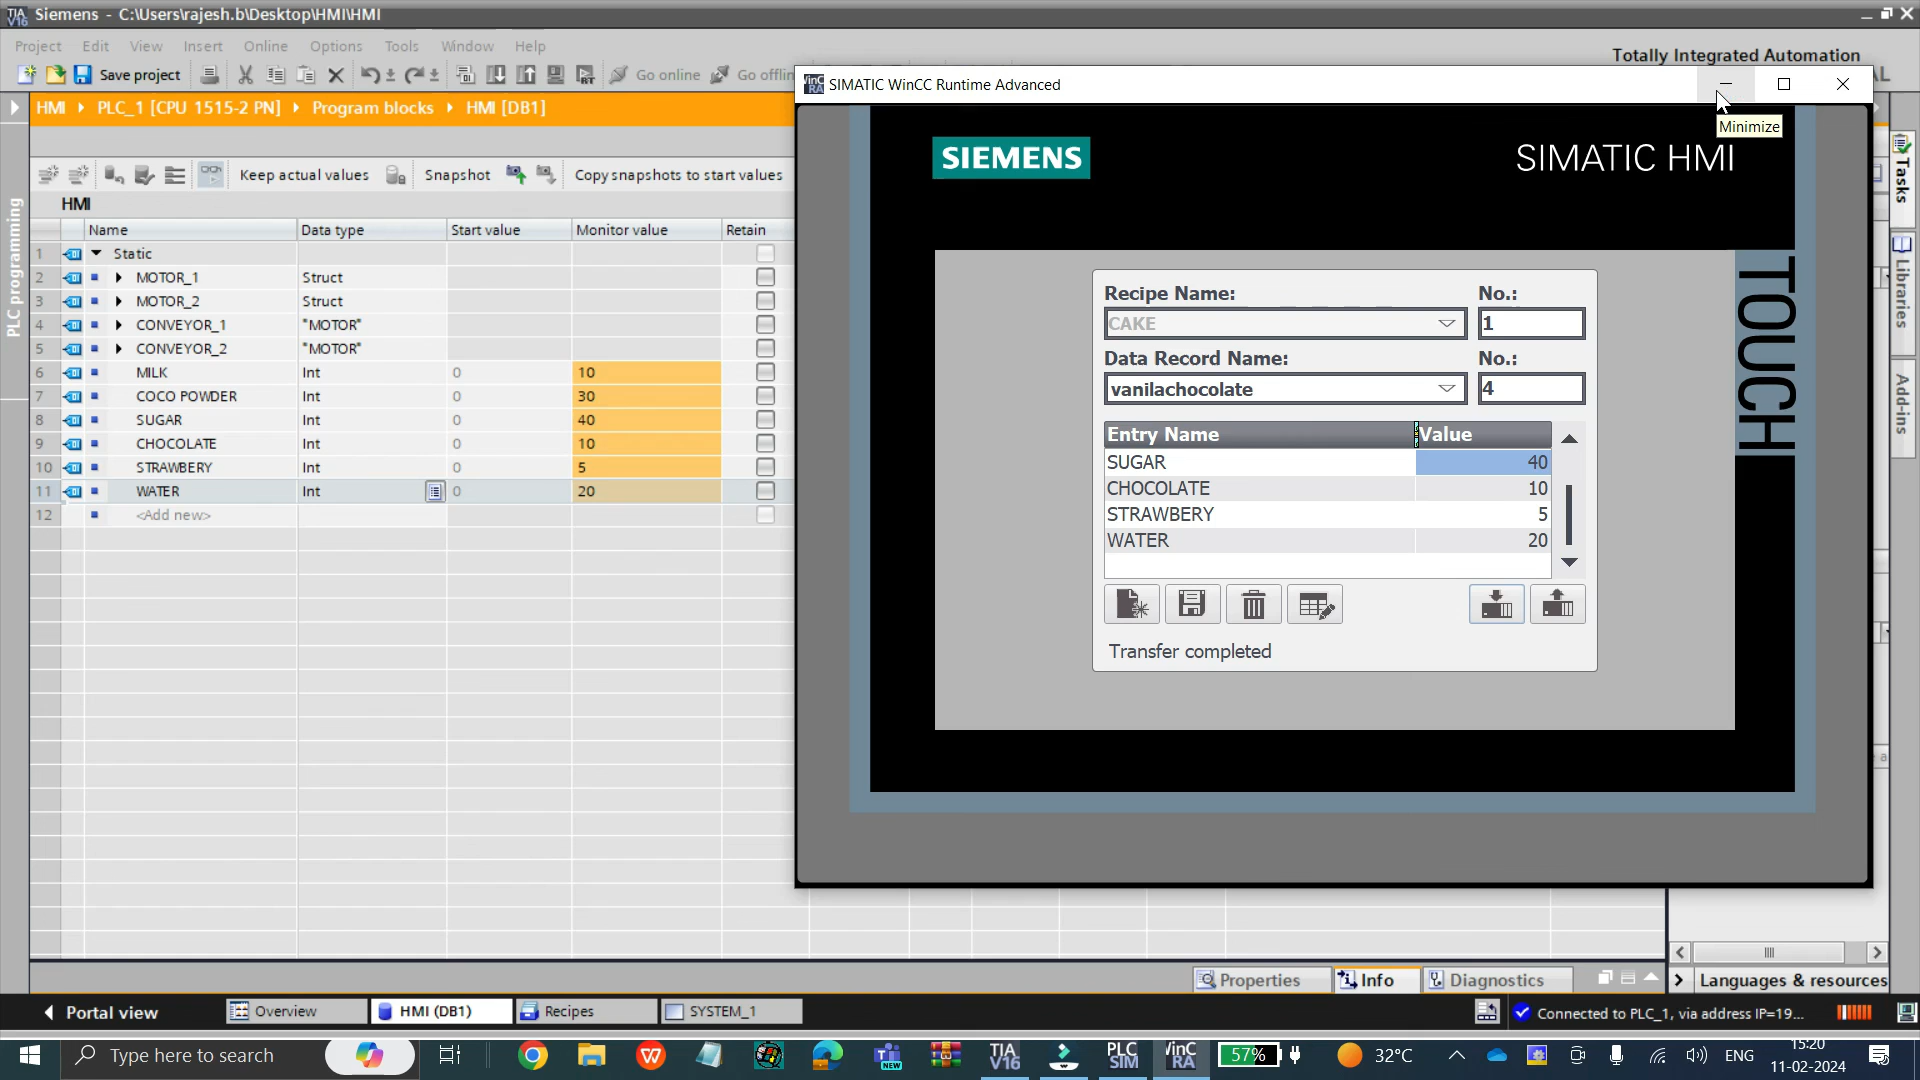 Siemens - C:\Users\rajesh.b\Desktop\HMI\HMI
Project Edit View Insert Online Options Tools Window Help
Totally Integrated Automation
Save project
Go online
HMI PLC_1 [CPU 1515-2 PN] Program blocks HMI [DB1]
Keep actual values Snapshot Copy snapshots to start values
HMI
Name Data type Start value Monitor value Retain
1 Static
2 MOTOR_1 Struct
3 MOTOR_2 Struct
4 CONVEYOR_1 "MOTOR"
5 CONVEYOR_2 "MOTOR"
6 MILK Int 0 10
7 COCO POWDER Int 0 30
8 SUGAR Int 0 40
9 CHOCOLATE Int 0 10
10 STRAWBERY Int 0 5
11 WATER Int 0 20
12 <Add new>
PLC programming
SIMATIC WinCC Runtime Advanced
Minimize
SIEMENS
SIMATIC HMI
TOUCH
Recipe Name: No.:
CAKE 1
Data Record Name: No.:
vanilachocolate 4
Entry Name Value
SUGAR 40
CHOCOLATE 10
STRAWBERY 5
WATER 20
Transfer completed
Tasks
Libraries
Add-ins
Properties Info Diagnostics
Languages & resources
Portal view Overview HMI (DB1) Recipes SYSTEM_1
Connected to PLC_1, via address IP=19...
Type here to search
NEW
TIA V16
PLC SIM
WinC RA
57%
32°C
ENG
15:20
11-02-2024